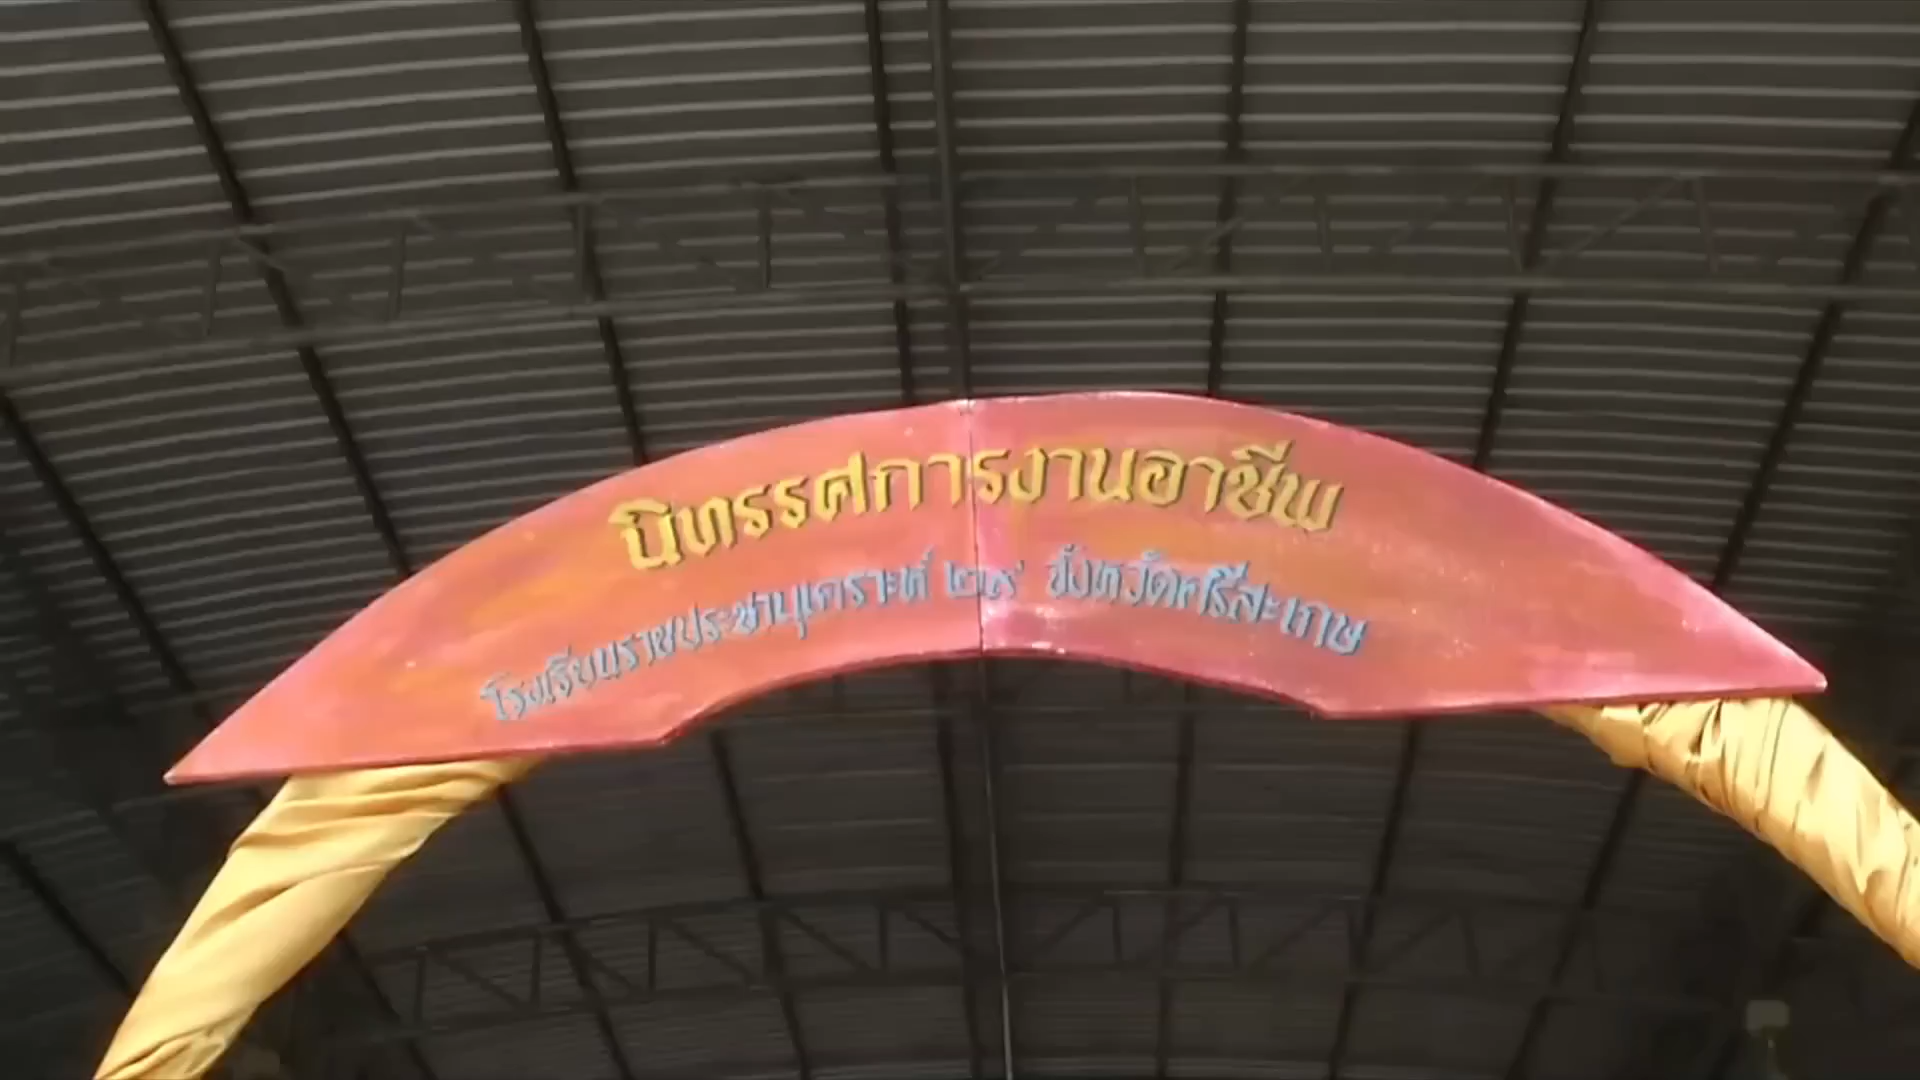 นิทรรศการงานอาชีพ
โรงเรียนราชประชานุเคราะห์ ๒๙ จังหวัดศรีสะเกษ